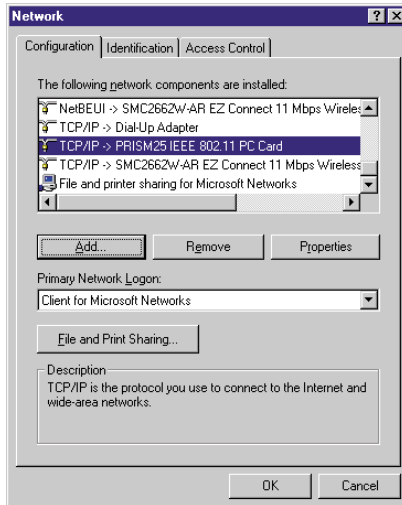 Network
Configuration Identification Access Control
The following network components are installed:
NetBEUI -> SMC2662W-AR EZ Connect 11 Mbps Wireles
TCP/IP -> Dial-Up Adapter
TCP/IP -> PRISM25 IEEE 802.11 PC Card
TCP/IP -> SMC2662W-AR EZ Connect 11 Mbps Wireless
File and printer sharing for Microsoft Networks
Add... Remove Properties
Primary Network Logon:
Client for Microsoft Networks
File and Print Sharing...
Description
TCP/IP is the protocol you use to connect to the Internet and
wide-area networks.
OK Cancel